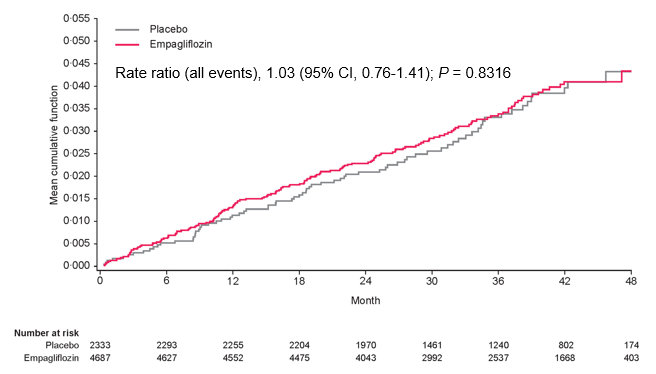 0·055
Placebo
0·050
Empagliflozin
0·045
Rate ratio (all events), 1.03 (95% CI, 0.76-1.41); P = 0.8316
0·040
0·035
0·030
0·025
0·020
0·015
0·010
0·005
0·000
Mean cumulative function
0 6 12 18 24 30 36 42 48
Month
Number at risk
Placebo 2333 2293 2255 2204 1970 1461 1240 802 174
Empagliflozin 4687 4627 4552 4475 4043 2992 2537 1668 403